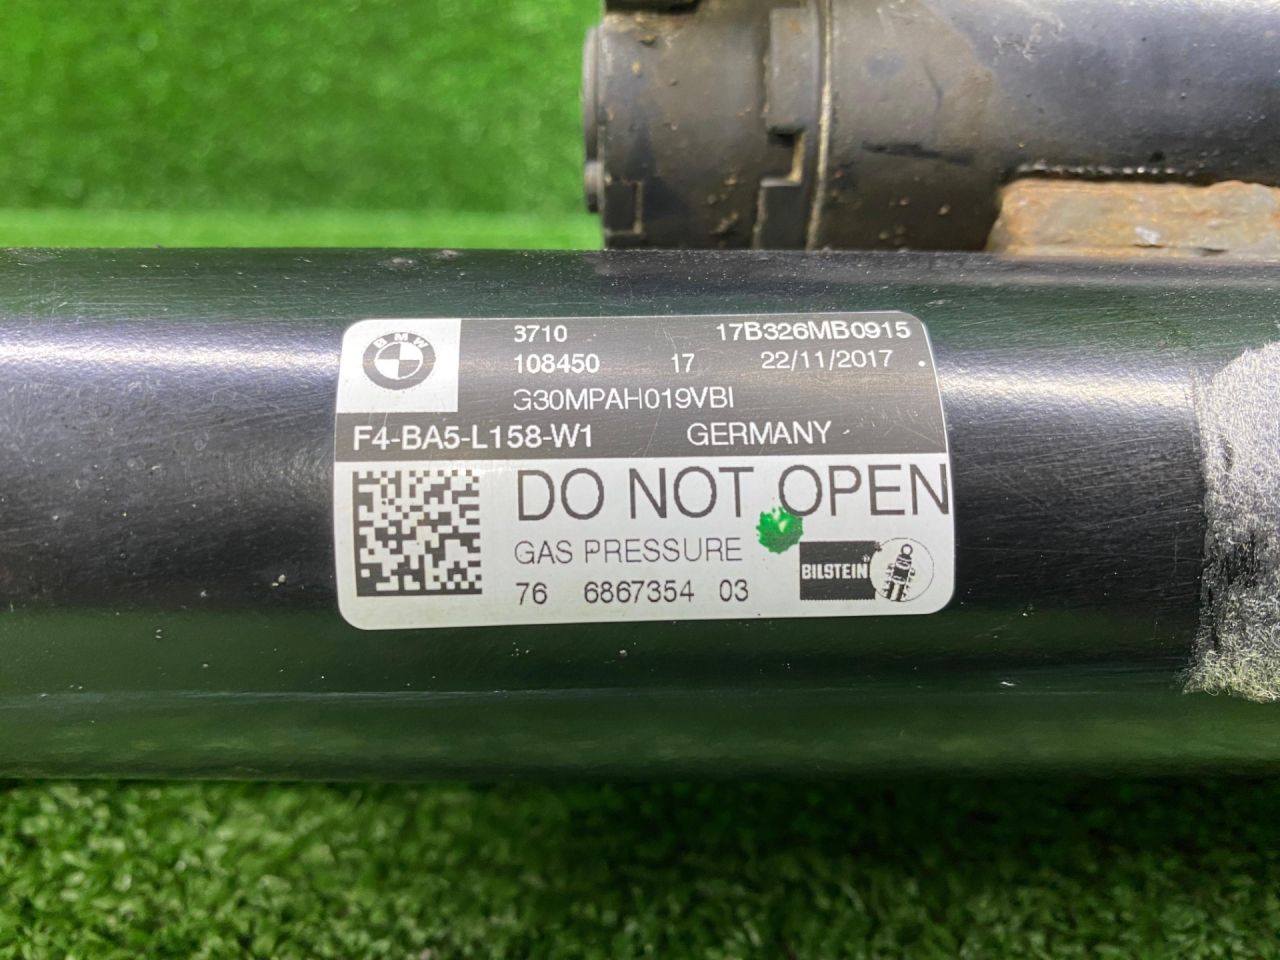 BMW
3710 17B326MB0915
108450 17 22/11/2017
G30MPAH019VBI
F4-BA5-L158-W1 GERMANY
DO NOT OPEN
GAS PRESSURE
BILSTEIN
76 6867354 03